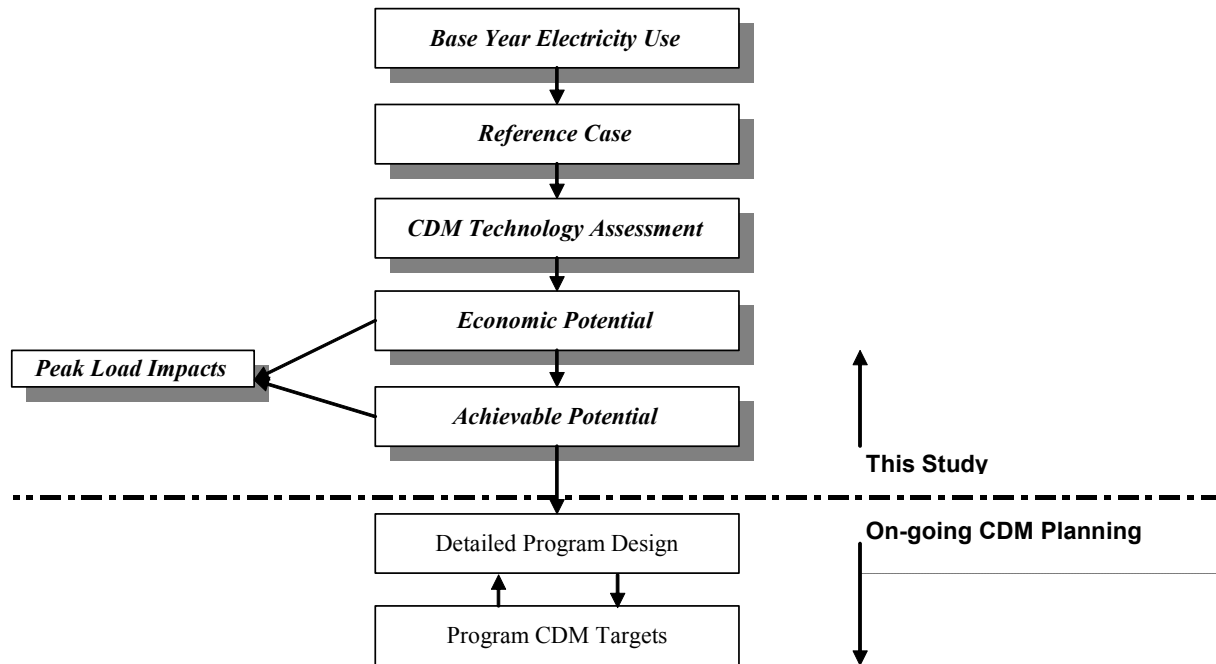 Base Year Electricity Use
Reference Case
CDM Technology Assessment
Economic Potential
Peak Load Impacts
Achievable Potential
This Study
On-going CDM Planning
Detailed Program Design
Program CDM Targets